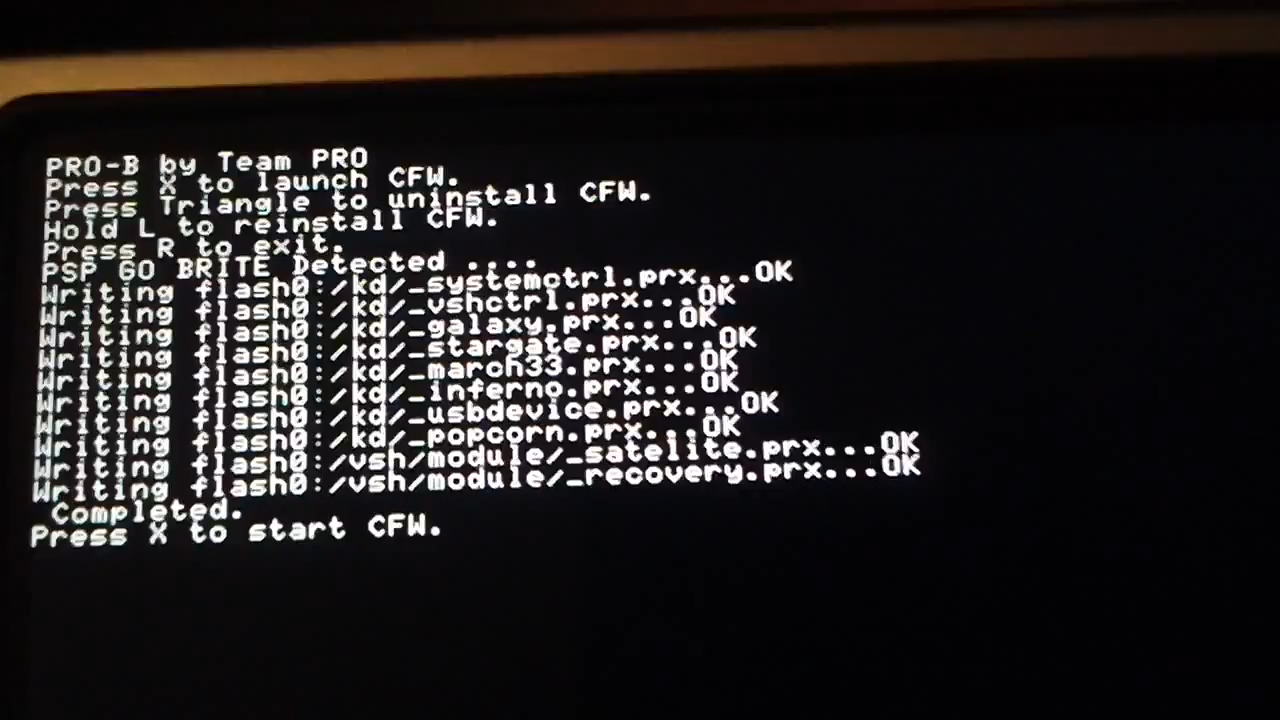 PRO-B by Team PRO
Press X to launch CFW.
Press Triangle to uninstall CFW.
Hold L to reinstall CFW.
Press R to exit.
PSP GO BRITE Detected ....
Writing flash0:/kd/_systemctrl.prx...OK
Writing flash0:/kd/_vshctrl.prx...OK
Writing flash0:/kd/_galaxy.prx...OK
Writing flash0:/kd/_stargate.prx...OK
Writing flash0:/kd/_march33.prx...OK
Writing flash0:/kd/_inferno.prx...OK
Writing flash0:/kd/_usbdevice.prx...OK
Writing flash0:/kd/_popcorn.prx...OK
Writing flash0:/vsh/module/_satelite.prx...OK
Writing flash0:/vsh/module/_recovery.prx...OK
Completed.
Press X to start CFW.